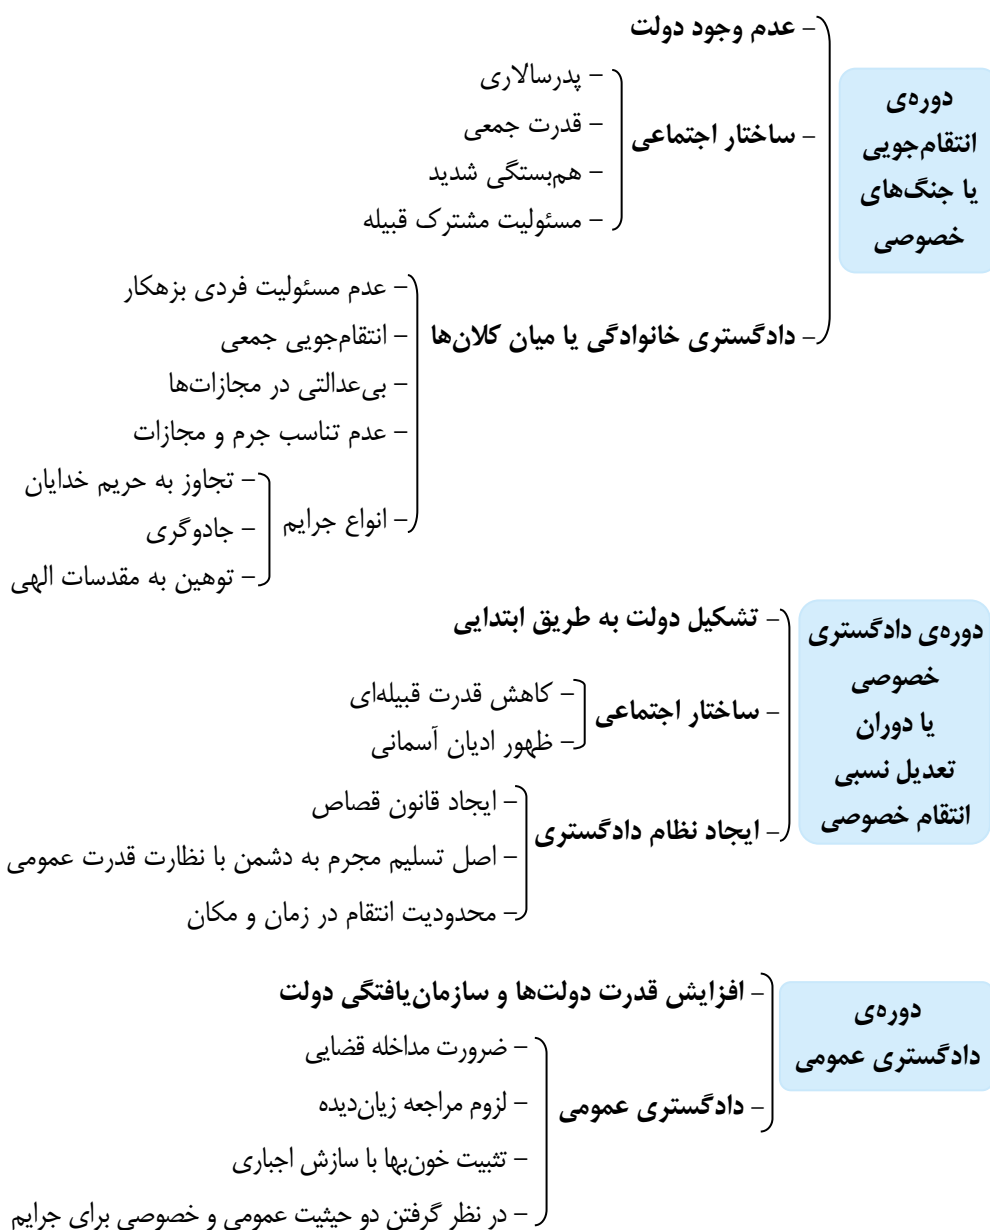 دوره‌ی
انتقام‌جویی
یا جنگ‌های
خصوصی
– عدم وجود دولت
– ساختار اجتماعی
– پدرسالاری
– قدرت جمعی
– هم‌بستگی شدید
– مسئولیت مشترک قبیله
– دادگستری خانوادگی یا میان کلان‌ها
– عدم مسئولیت فردی بزهکار
– انتقام‌جویی جمعی
– بی‌عدالتی در مجازات‌ها
– عدم تناسب جرم و مجازات
– انواع جرایم
– تجاوز به حریم خدایان
– جادوگری
– توهین به مقدسات الهی
دوره‌ی دادگستری
خصوصی
یا دوران
تعدیل نسبی
انتقام خصوصی
– تشکیل دولت به طریق ابتدایی
– ساختار اجتماعی
– کاهش قدرت قبیله‌ای
– ظهور ادیان آسمانی
– ایجاد نظام دادگستری
– ایجاد قانون قصاص
– اصل تسلیم مجرم به دشمن با نظارت قدرت عمومی
– محدودیت انتقام در زمان و مکان
دوره‌ی
دادگستری عمومی
– افزایش قدرت دولت‌ها و سازمان‌یافتگی دولت
– دادگستری عمومی
– ضرورت مداخله قضایی
– لزوم مراجعه زیان‌دیده
– تثبیت خون‌بها با سازش اجباری
– در نظر گرفتن دو حیثیت عمومی و خصوصی برای جرایم